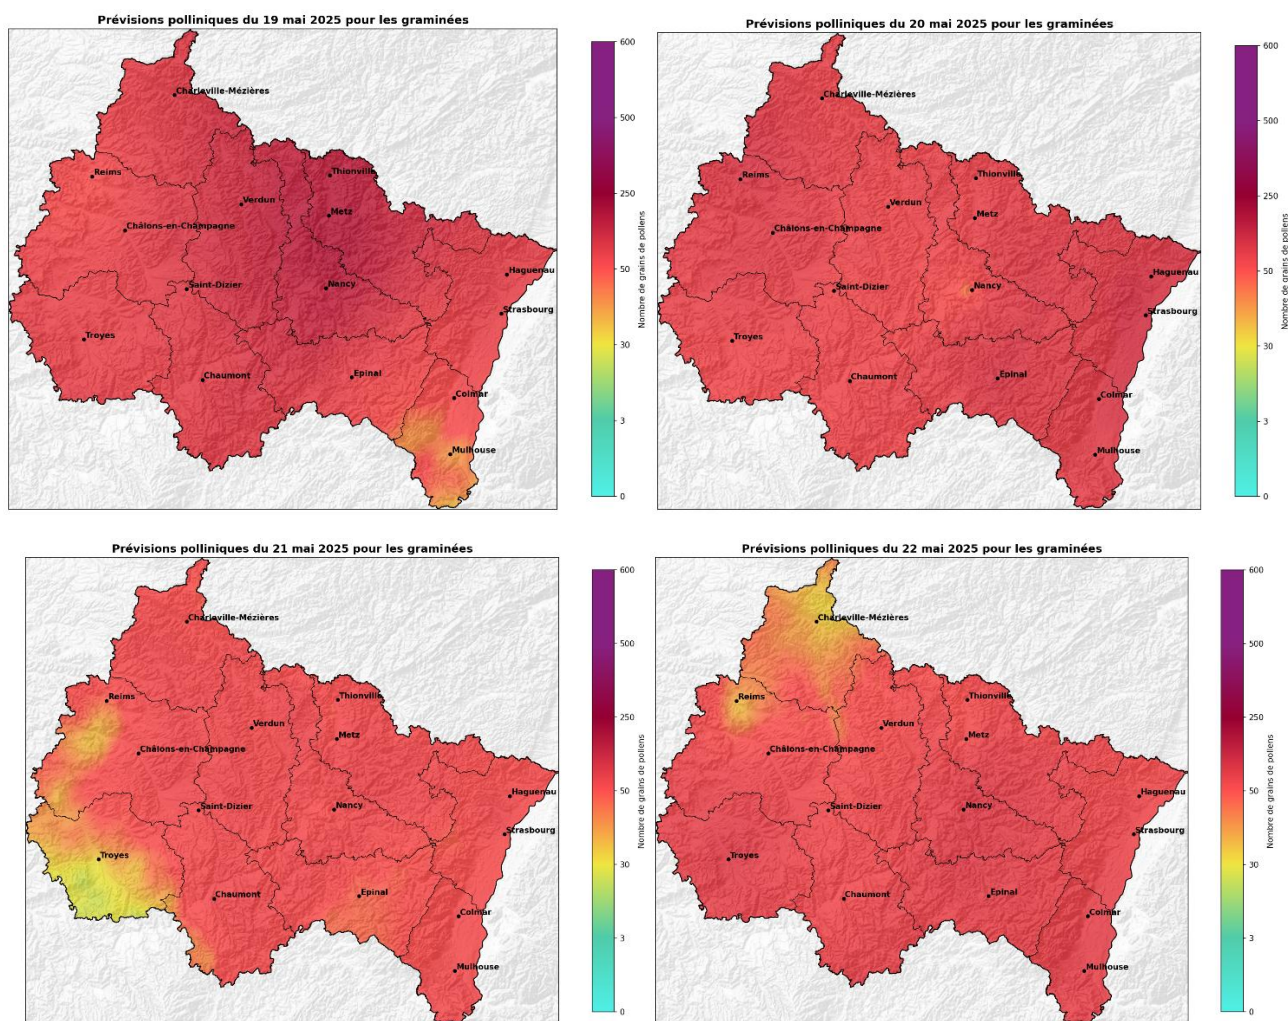 Prévisions polliniques du 19 mai 2025 pour les graminées
Charleville-Mézières
Reims
Thionville
Verdun
Metz
Châlons-en-Champagne
Haguenau
Saint-Dizier
Nancy
Strasbourg
Troyes
Chaumont
Epinal
Colmar
Mulhouse
600
500
250
50
30
3
0
Nombre de grains de pollens
Prévisions polliniques du 20 mai 2025 pour les graminées
Charleville-Mézières
Reims
Thionville
Verdun
Metz
Châlons-en-Champagne
Haguenau
Saint-Dizier
Nancy
Strasbourg
Troyes
Chaumont
Epinal
Colmar
Mulhouse
600
500
250
50
30
3
0
Nombre de grains de pollens
Prévisions polliniques du 21 mai 2025 pour les graminées
Charleville-Mézières
Reims
Thionville
Verdun
Metz
Châlons-en-Champagne
Haguenau
Saint-Dizier
Nancy
Strasbourg
Troyes
Chaumont
Epinal
Colmar
Mulhouse
600
500
250
50
30
3
0
Nombre de grains de pollens
Prévisions polliniques du 22 mai 2025 pour les graminées
Charleville-Mézières
Reims
Thionville
Verdun
Metz
Châlons-en-Champagne
Haguenau
Saint-Dizier
Nancy
Strasbourg
Troyes
Chaumont
Epinal
Colmar
Mulhouse
600
500
250
50
30
3
0
Nombre de grains de pollens